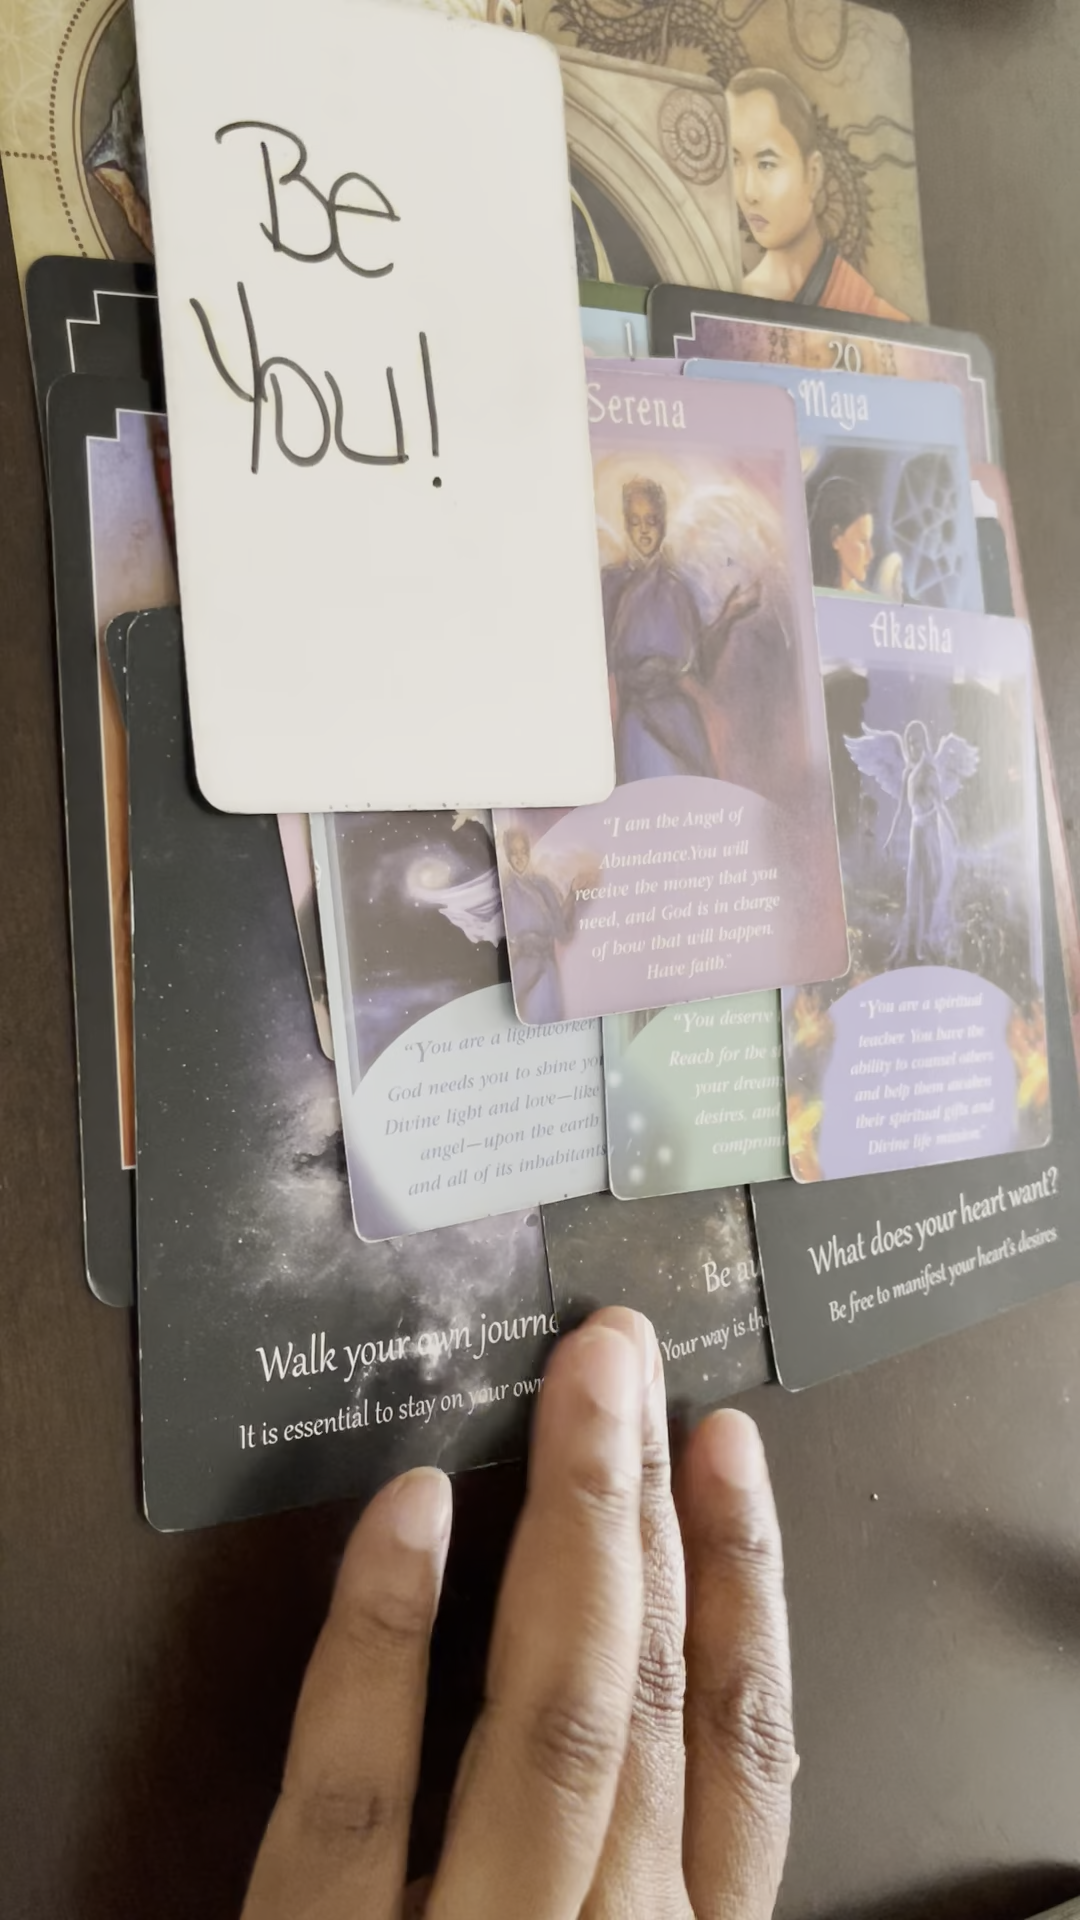 Be
You!
1
20
Serena
Maya
Akasha
"I am the Angel of
Abundance. You will
receive the money that you
need, and God is in charge
of how that will happen.
Have faith."
"You are a lightworker
God needs you to shine
Divine light and love—like
angel—upon the earth
and all of its inhabitants
"You deserve
Reach for the
your
desires, and
"You are a spiritual
teacher You have the
ability to counsel others
and help them awaken
their spiritual gifts and
Divine life mission."
Walk your own
It is essential to stay on your own
Be
Your way is
What does your heart want?
Be free to manifest your heart's desires